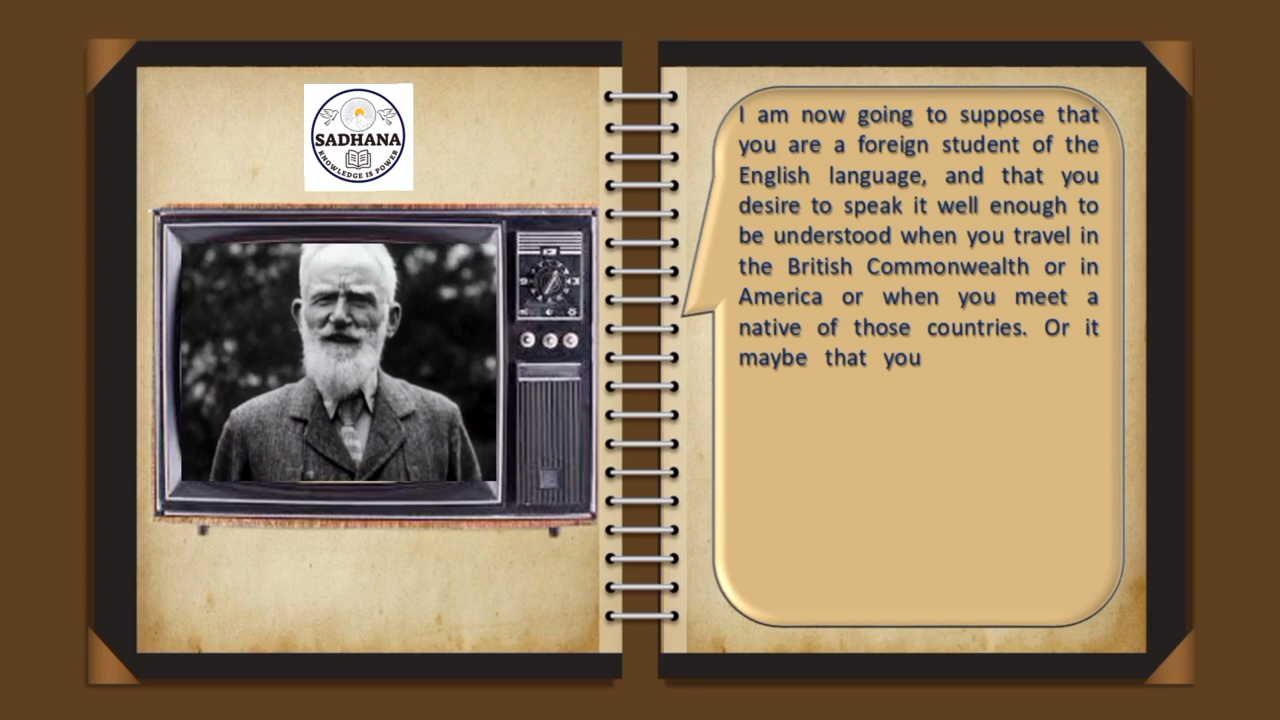 SADHANA
KNOWLEDGE IS POWER
I am now going to suppose that
you are a foreign student of the
English language, and that you
desire to speak it well enough to
be understood when you travel in
the British Commonwealth or in
America or when you meet a
native of those countries. Or it
maybe that you